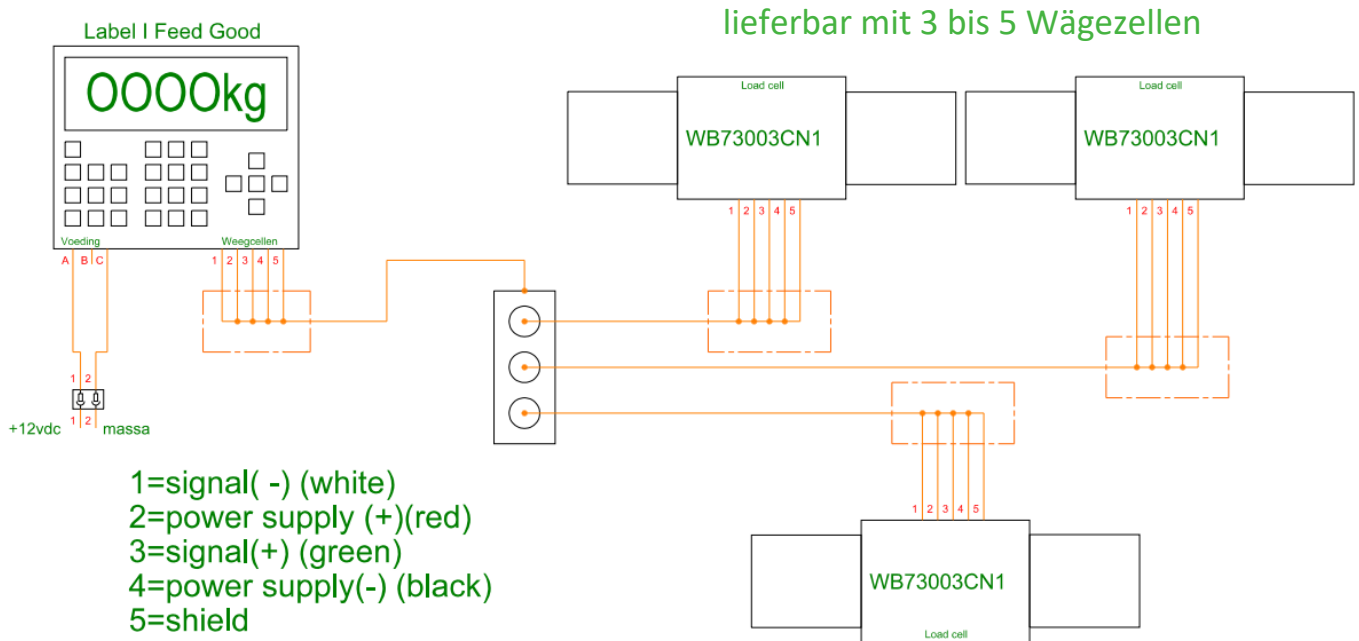 lieferbar mit 3 bis 5 Wägezellen
Label I Feed Good
OOOOkg
Voeding
Weegcellen
A B C
1 2 3 4 5
1 2
1 2
+12vdc
massa
Load cell
WB73003CN1
1 2 3 4 5
Load cell
WB73003CN1
1 2 3 4 5
1 2 3 4 5
WB73003CN1
Load cell
1=signal( -) (white)
2=power supply (+)(red)
3=signal(+) (green)
4=power supply(-) (black)
5=shield